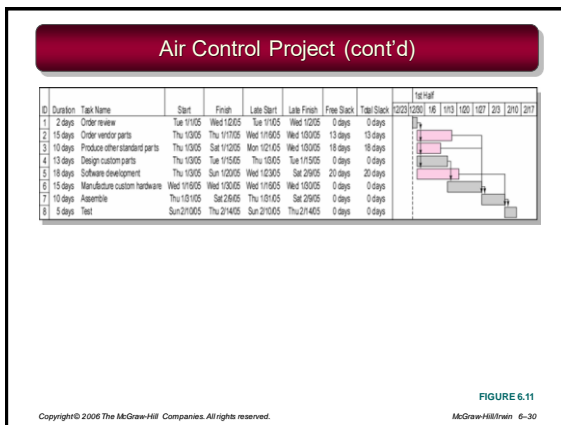 Air Control Project (cont'd)
1st Half
ID Duration Task Name Start Finish Late Start Late Finish Free Slack Total Slack 12/23 12/30 1/6 1/13 1/20 1/27 2/3 2/10 2/17
1 2 days Order review Tue 1/1/05 Wed 1/2/05 Tue 1/1/05 Wed 1/2/05 0 days 0 days
2 15 days Order vendor parts Thu 1/3/05 Thu 1/17/05 Wed 1/16/05 Wed 1/30/05 13 days 13 days
3 10 days Produce other standard parts Thu 1/3/05 Sat 1/12/05 Mon 1/21/05 Wed 1/30/05 18 days 18 days
4 13 days Design custom parts Thu 1/3/05 Tue 1/15/05 Thu 1/3/05 Tue 1/15/05 0 days 0 days
5 18 days Software development Thu 1/3/05 Sun 1/20/05 Wed 1/23/05 Sat 2/9/05 20 days 20 days
6 15 days Manufacture custom hardware Wed 1/16/05 Wed 1/30/05 Wed 1/16/05 Wed 1/30/05 0 days 0 days
7 10 days Assemble Thu 1/31/05 Sat 2/9/05 Thu 1/31/05 Sat 2/9/05 0 days 0 days
8 5 days Test Sun 2/10/05 Thu 2/14/05 Sun 2/10/05 Thu 2/14/05 0 days 0 days
FIGURE 6.11
Copyright © 2006 The McGraw-Hill Companies. All rights reserved.
McGraw-Hill/Irwin 6–30